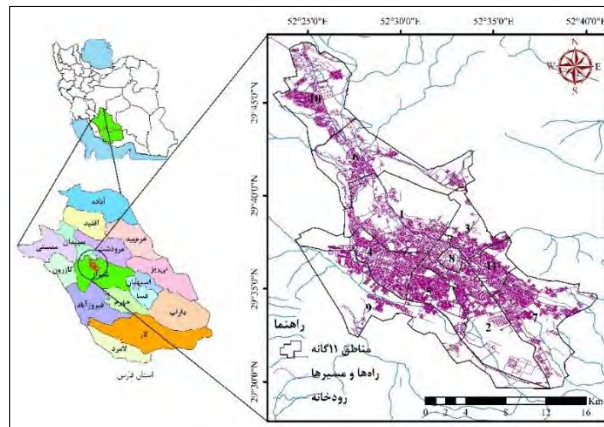 52°25'0"E 52°30'0"E 52°35'0"E 52°40'0"E
N
W E
S
29°45'0"N
29°40'0"N
29°35'0"N
29°30'0"N
10
6
1
3
4
8
11
5
9
2
7
آباده
اقلید
خرم‌بید
سپیدان
مرودشت
ممسنی
کازرون
شیراز
نی‌ریز
استهبان
فسا
جهرم
فیروزآباد
داراب
لار
لامرد
استان فارس
راهنما
مناطق ۱۱گانه
راه‌ها و مسیرها
رودخانه
0 2 4 8 12 16
Km